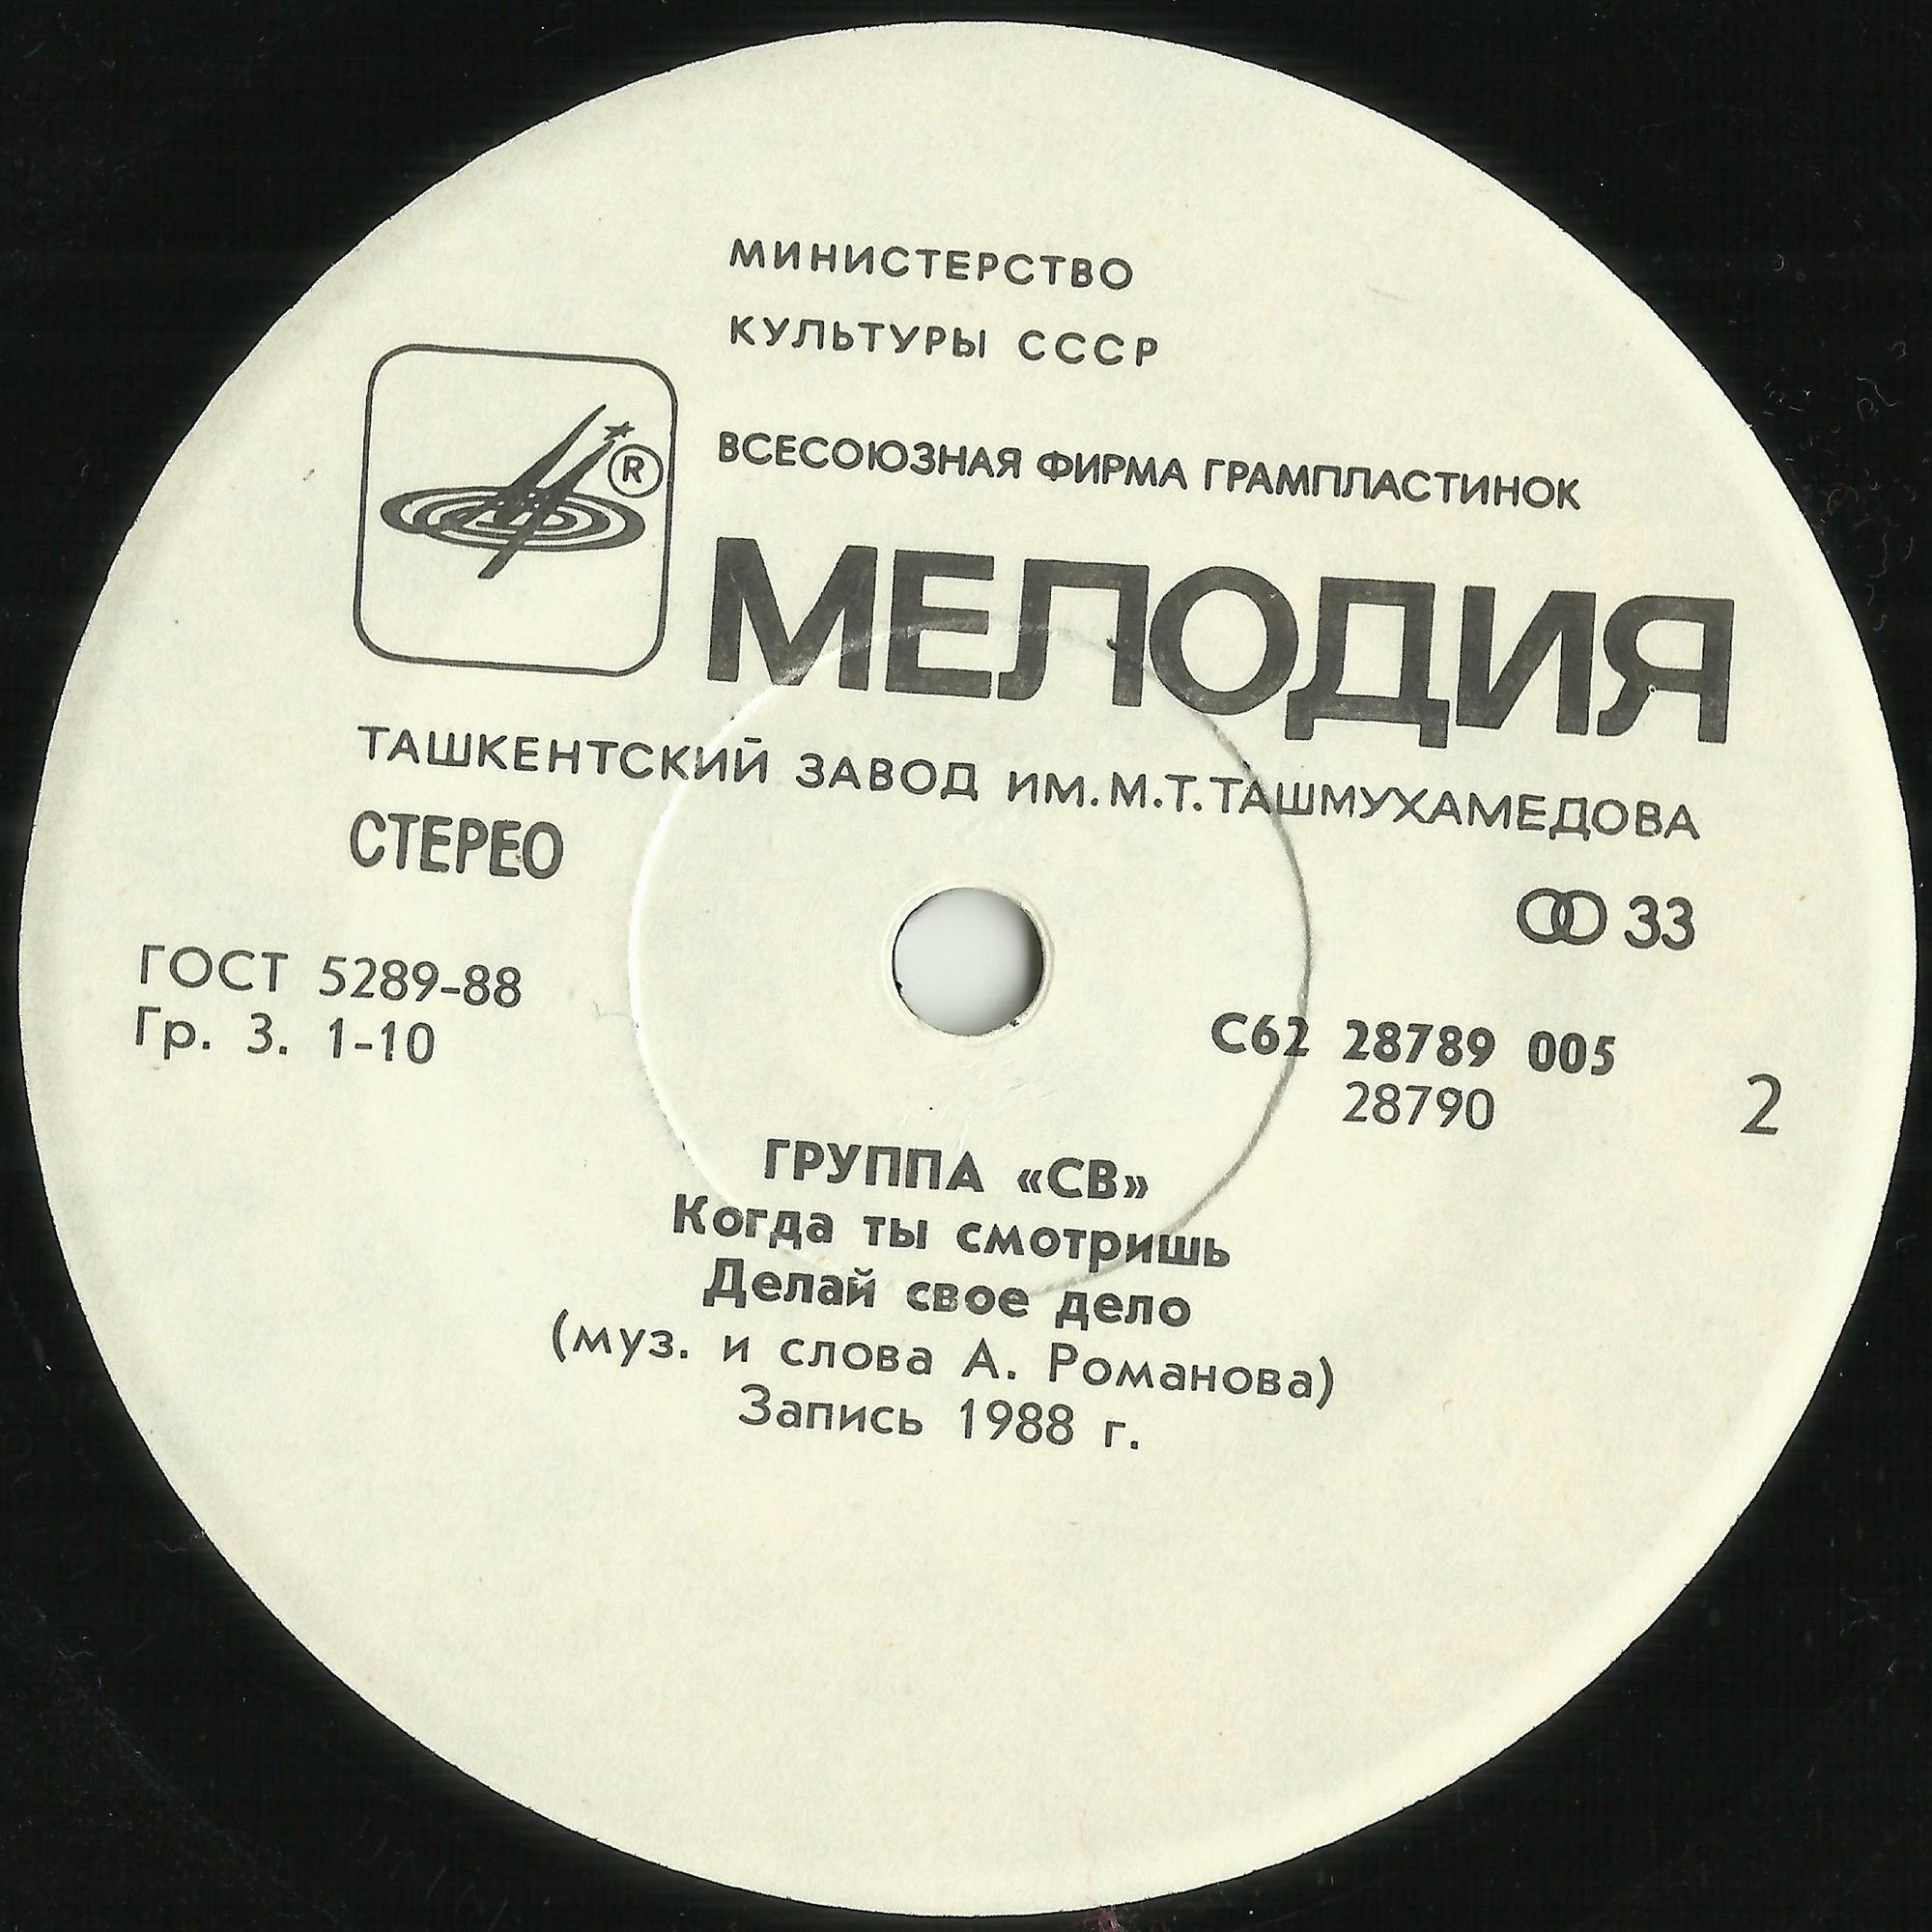 МИНИСТЕРСТВО
КУЛЬТУРЫ СССР
ВСЕСОЮЗНАЯ ФИРМА ГРАМПЛАСТИНОК
®
МЕЛОДИЯ
ТАШКЕНТСКИЙ ЗАВОД ИМ.М.Т.ТАШМУХАМЕДОВА
СТЕРЕО
33
ГОСТ 5289-88
Гр. 3. 1-10
С62 28789 005
28790
2
ГРУППА «СВ»
Когда ты смотришь
Делай свое дело
(муз. и слова А. Романова)
Запись 1988 г.